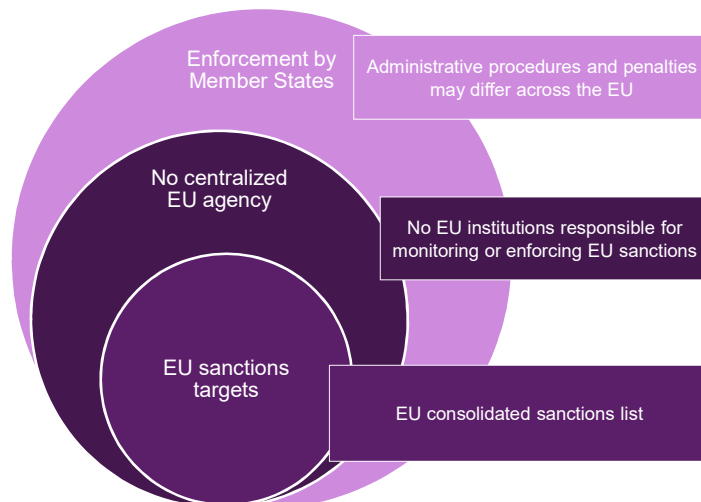 Enforcement by
Member States
Administrative procedures and penalties
may differ across the EU
No centralized
EU agency
No EU institutions responsible for
monitoring or enforcing EU sanctions
EU sanctions
targets
EU consolidated sanctions list